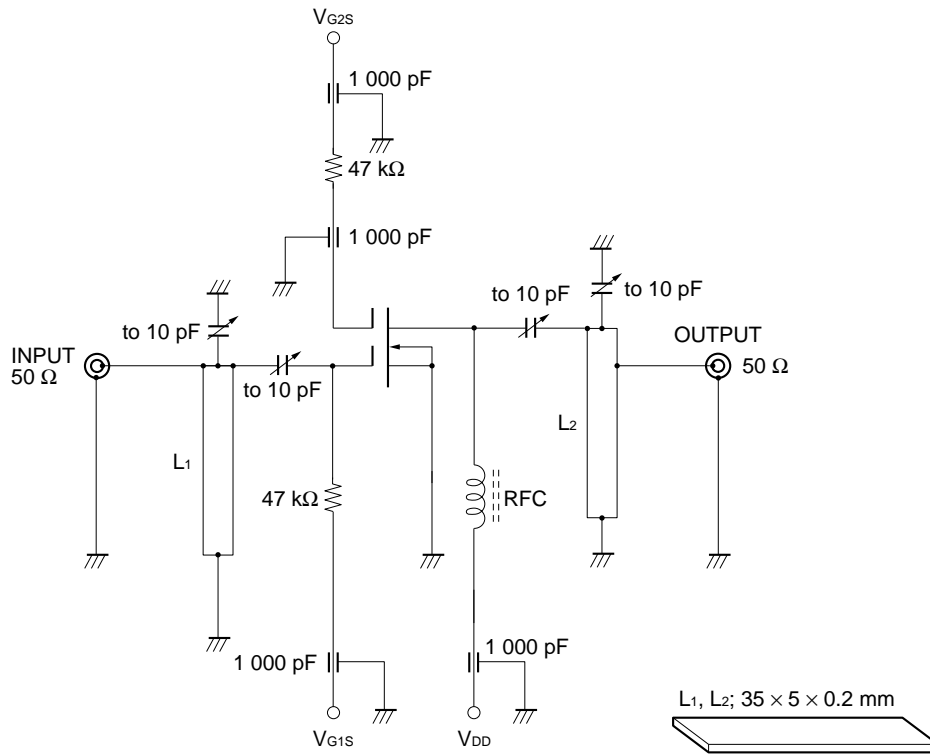 VG2S
1 000 pF
47 kΩ
1 000 pF
to 10 pF
to 10 pF
to 10 pF
INPUT
50 Ω
to 10 pF
OUTPUT
50 Ω
L1
L2
47 kΩ
RFC
1 000 pF
1 000 pF
VG1S
VDD
L1, L2; 35 × 5 × 0.2 mm